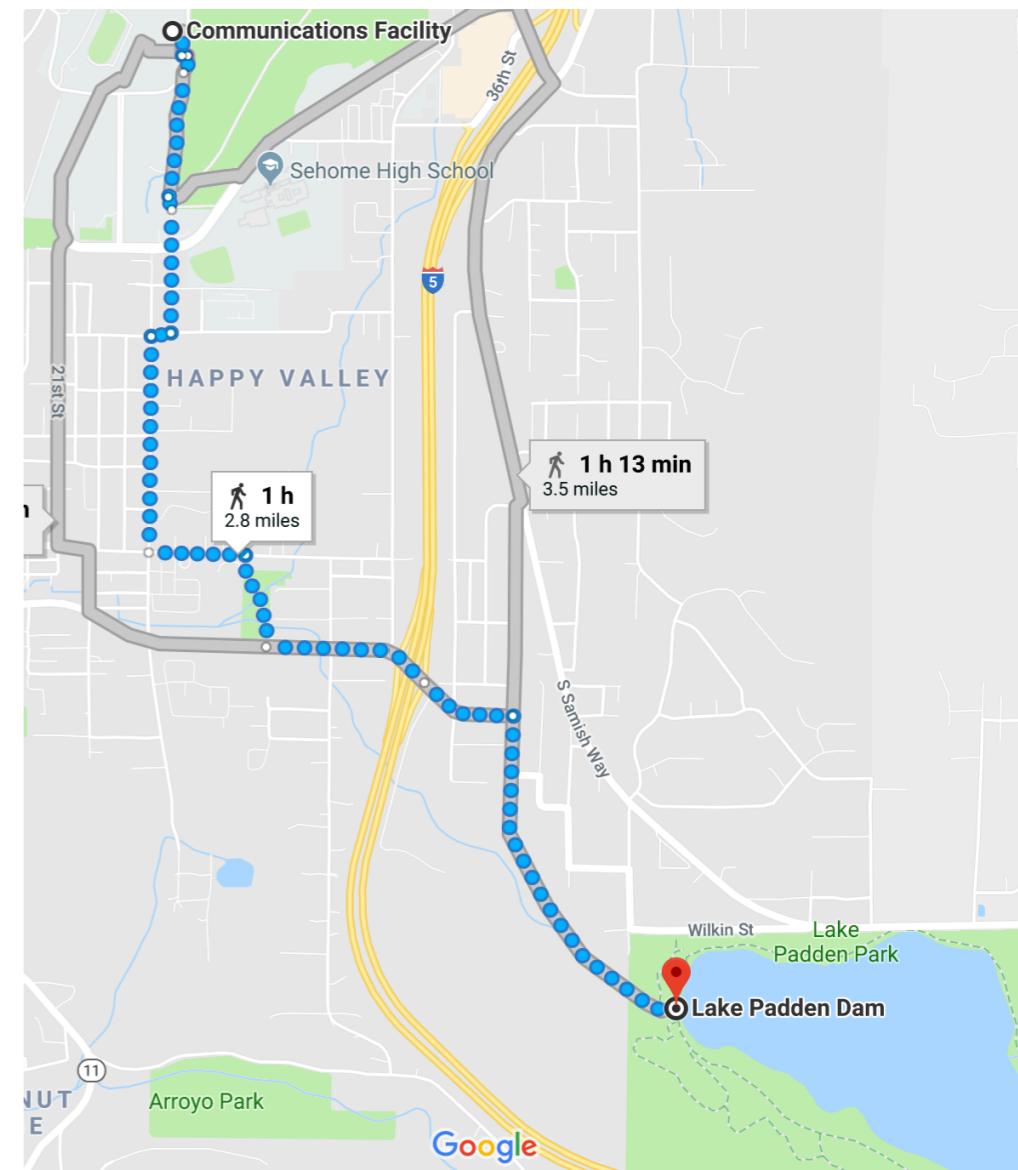 Communications Facility
36th St
Sehome High School
5
21st St
HAPPY VALLEY
1 h 13 min
3.5 miles
1 h
2.8 miles
S Samish Way
Wilkin St
Lake
Padden Park
Lake Padden Dam
11
Arroyo Park
Google